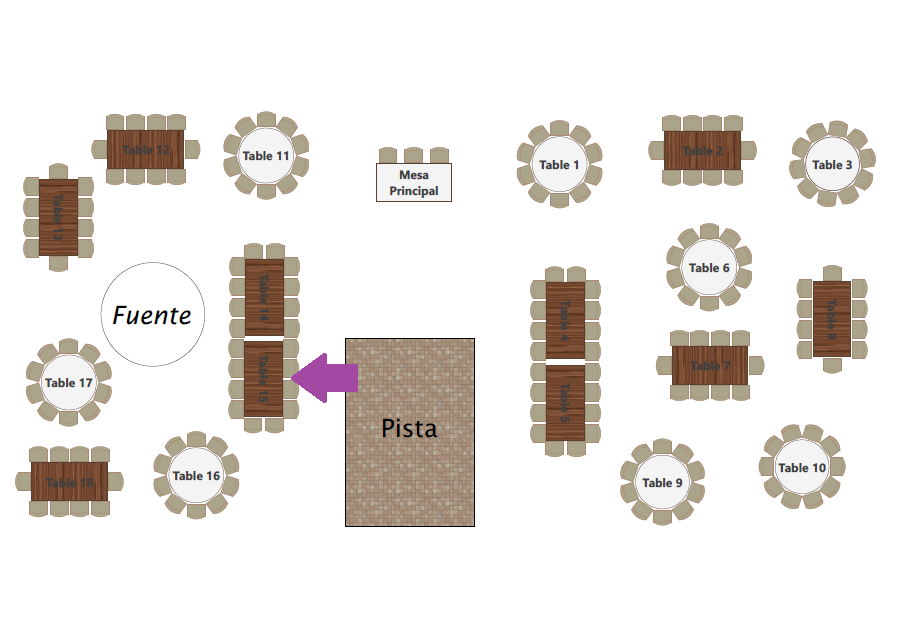 Table 12
Table 11
Table 1
Table 2
Table 3
Mesa
Principal
Table 13
Table 6
Fuente
Table 14
Table 4
Table 8
Table 17
Table 15
Table 7
Table 5
Pista
Table 18
Table 16
Table 9
Table 10